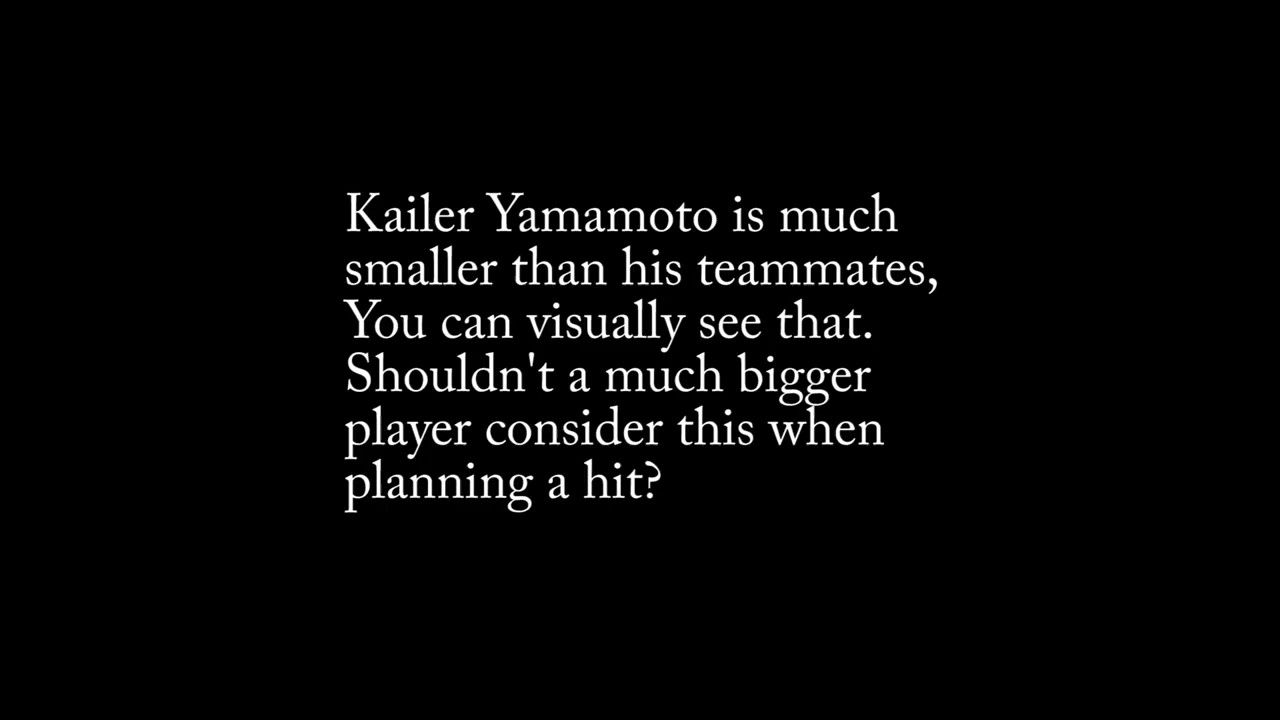 Kailer Yamamoto is much
smaller than his teammates,
You can visually see that.
Shouldn't a much bigger
player consider this when
planning a hit?